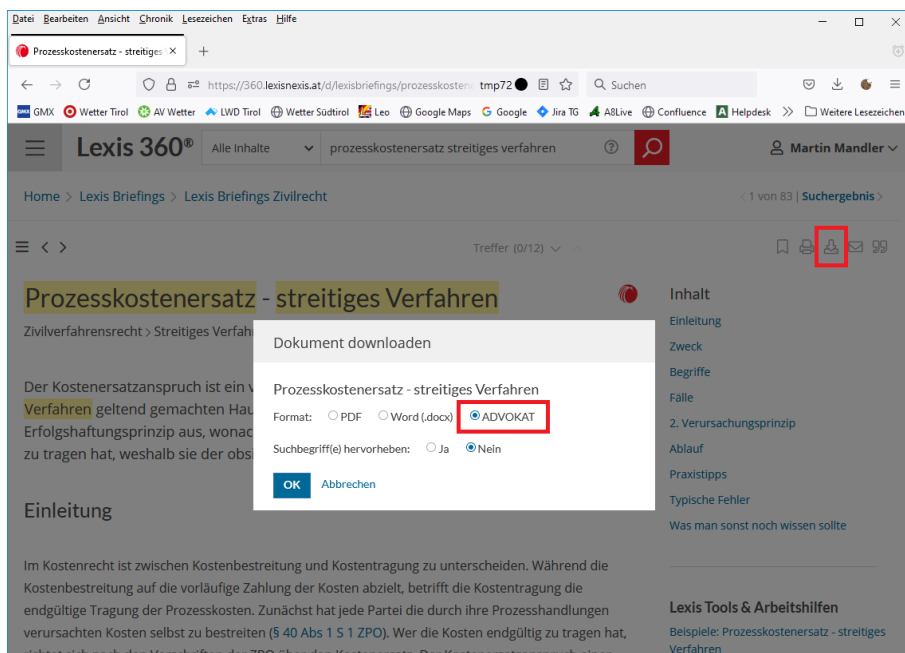 Datei Bearbeiten Ansicht Chronik Lesezeichen Extras Hilfe
Prozesskostenersatz - streitiges
https://360.lexisnexis.at/d/lexisbriefings/prozesskosten tmp72 Suchen
GMX Wetter Tirol AV Wetter LWD Tirol Wetter Südtirol Leo Google Maps Google Jira TG A8Live Confluence Helpdesk Weitere Lesezeichen
Lexis 360® Alle Inhalte prozesskostenersatz streitiges verfahren Martin Mandler
Home > Lexis Briefings > Lexis Briefings Zivilrecht < 1 von 83 | Suchergebnis >
Treffer (0/12)
Prozesskostenersatz - streitiges Verfahren
Zivilverfahrensrecht > Streitiges
Der Kostenersatzanspruch ist ein
Verfahren geltend gemachten
Erfolgshaftungsprinzip aus,
zu tragen hat, weshalb sie der
Dokument downloaden
Prozesskostenersatz - streitiges Verfahren
Format: PDF Word (.docx) ADVOKAT
Suchbegriff(e) hervorheben: Ja Nein
OK Abbrechen
Einleitung
Im Kostenrecht ist zwischen Kostenbestreitung und Kostentragung zu unterscheiden. Während die
Kostenbestreitung auf die vorläufige Zahlung der Kosten abzielt, betrifft die Kostentragung die
endgültige Tragung der Prozesskosten. Zunächst hat jede Partei die durch ihre Prozesshandlungen
verursachten Kosten selbst zu bestreiten (§ 40 Abs 1 S 1 ZPO). Wer die Kosten endgültig zu tragen hat,
Inhalt
Einleitung
Zweck
Begriffe
Fälle
2. Verursachungsprinzip
Ablauf
Praxistipps
Typische Fehler
Was man sonst noch wissen sollte
Lexis Tools & Arbeitshilfen
Beispiele: Prozesskostenersatz - streitiges
Verfahren